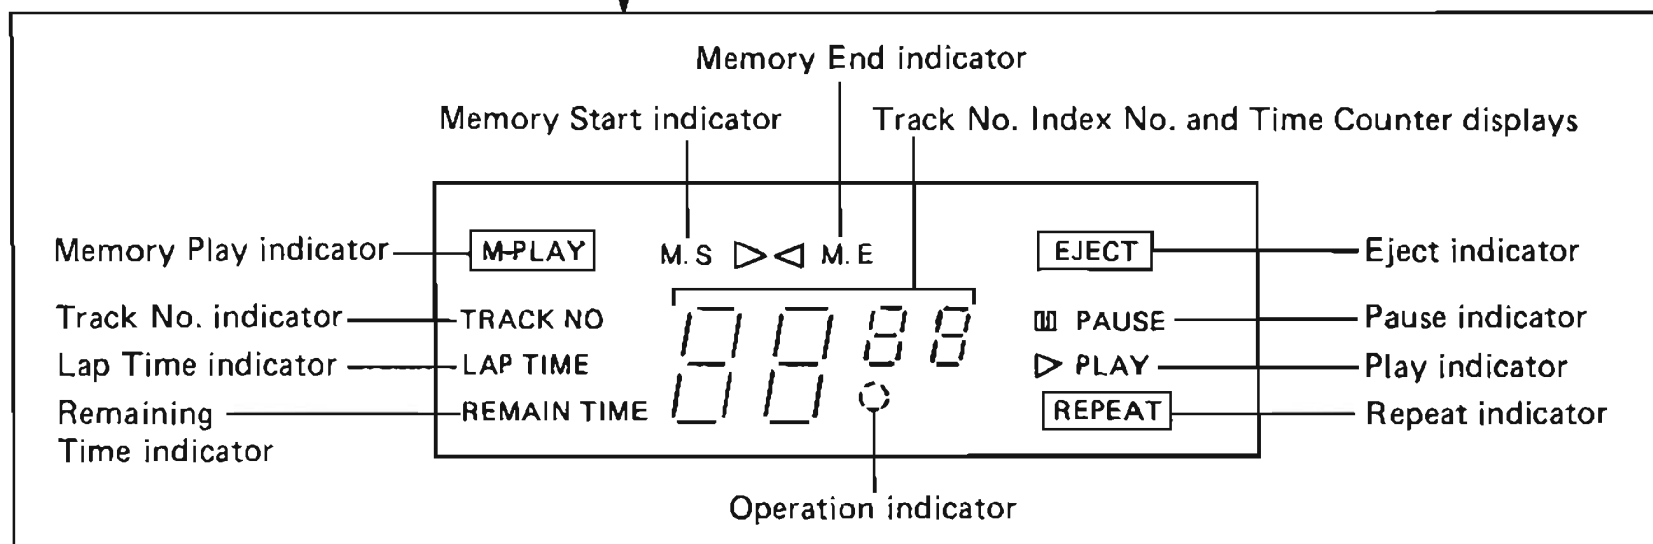 Memory End indicator
Memory Start indicator
Track No. Index No. and Time Counter displays
Memory Play indicator
M-PLAY
M.S ▷◁ M.E
EJECT
Eject indicator
Track No. indicator
TRACK NO
88 88
PAUSE
Pause indicator
Lap Time indicator
LAP TIME
▷ PLAY
Play indicator
Remaining
Time indicator
REMAIN TIME
REPEAT
Repeat indicator
Operation indicator